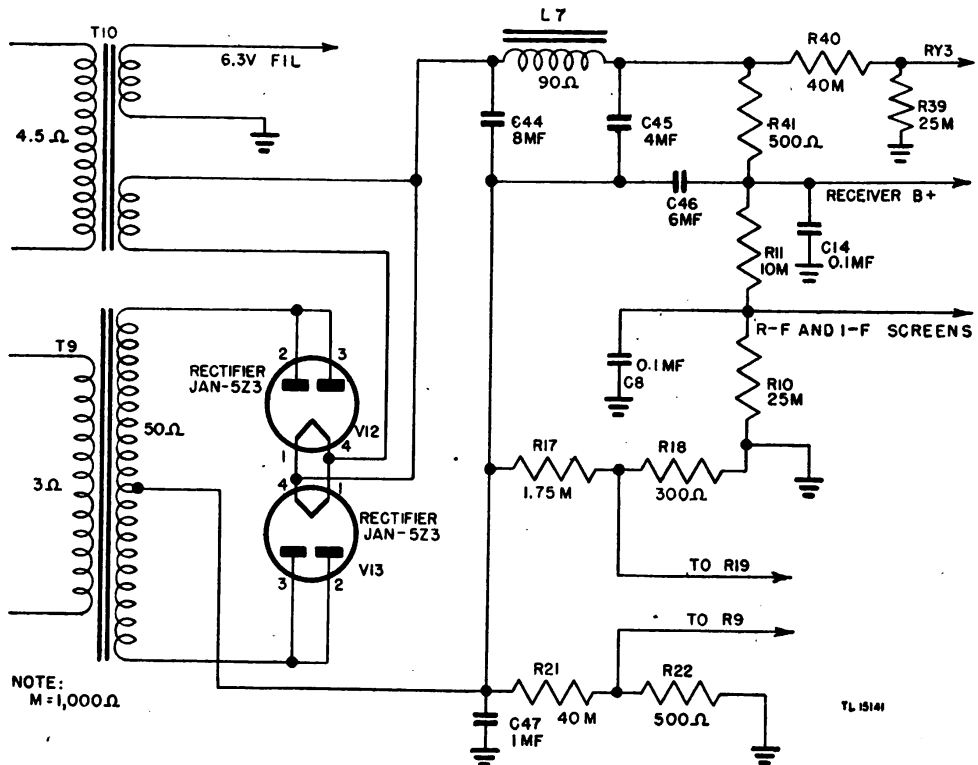 L7
T10
6.3V FIL
R40
RY3
90Ω
40M
4.5Ω
C44
8MF
C45
4MF
R41
500Ω
R39
25M
C46
6MF
RECEIVER B+
R11
10M
C14
0.1MF
R-F AND I-F SCREENS
T9
2
3
RECTIFIER
JAN-5Z3
0.1MF
C8
R10
25M
50Ω
V12
1
4
R17
R18
3Ω
4
1
1.75M
300Ω
RECTIFIER
JAN-5Z3
V13
3
2
TO R19
TO R9
NOTE:
M=1,000Ω
R21
R22
40M
500Ω
C47
1MF
TL 15141